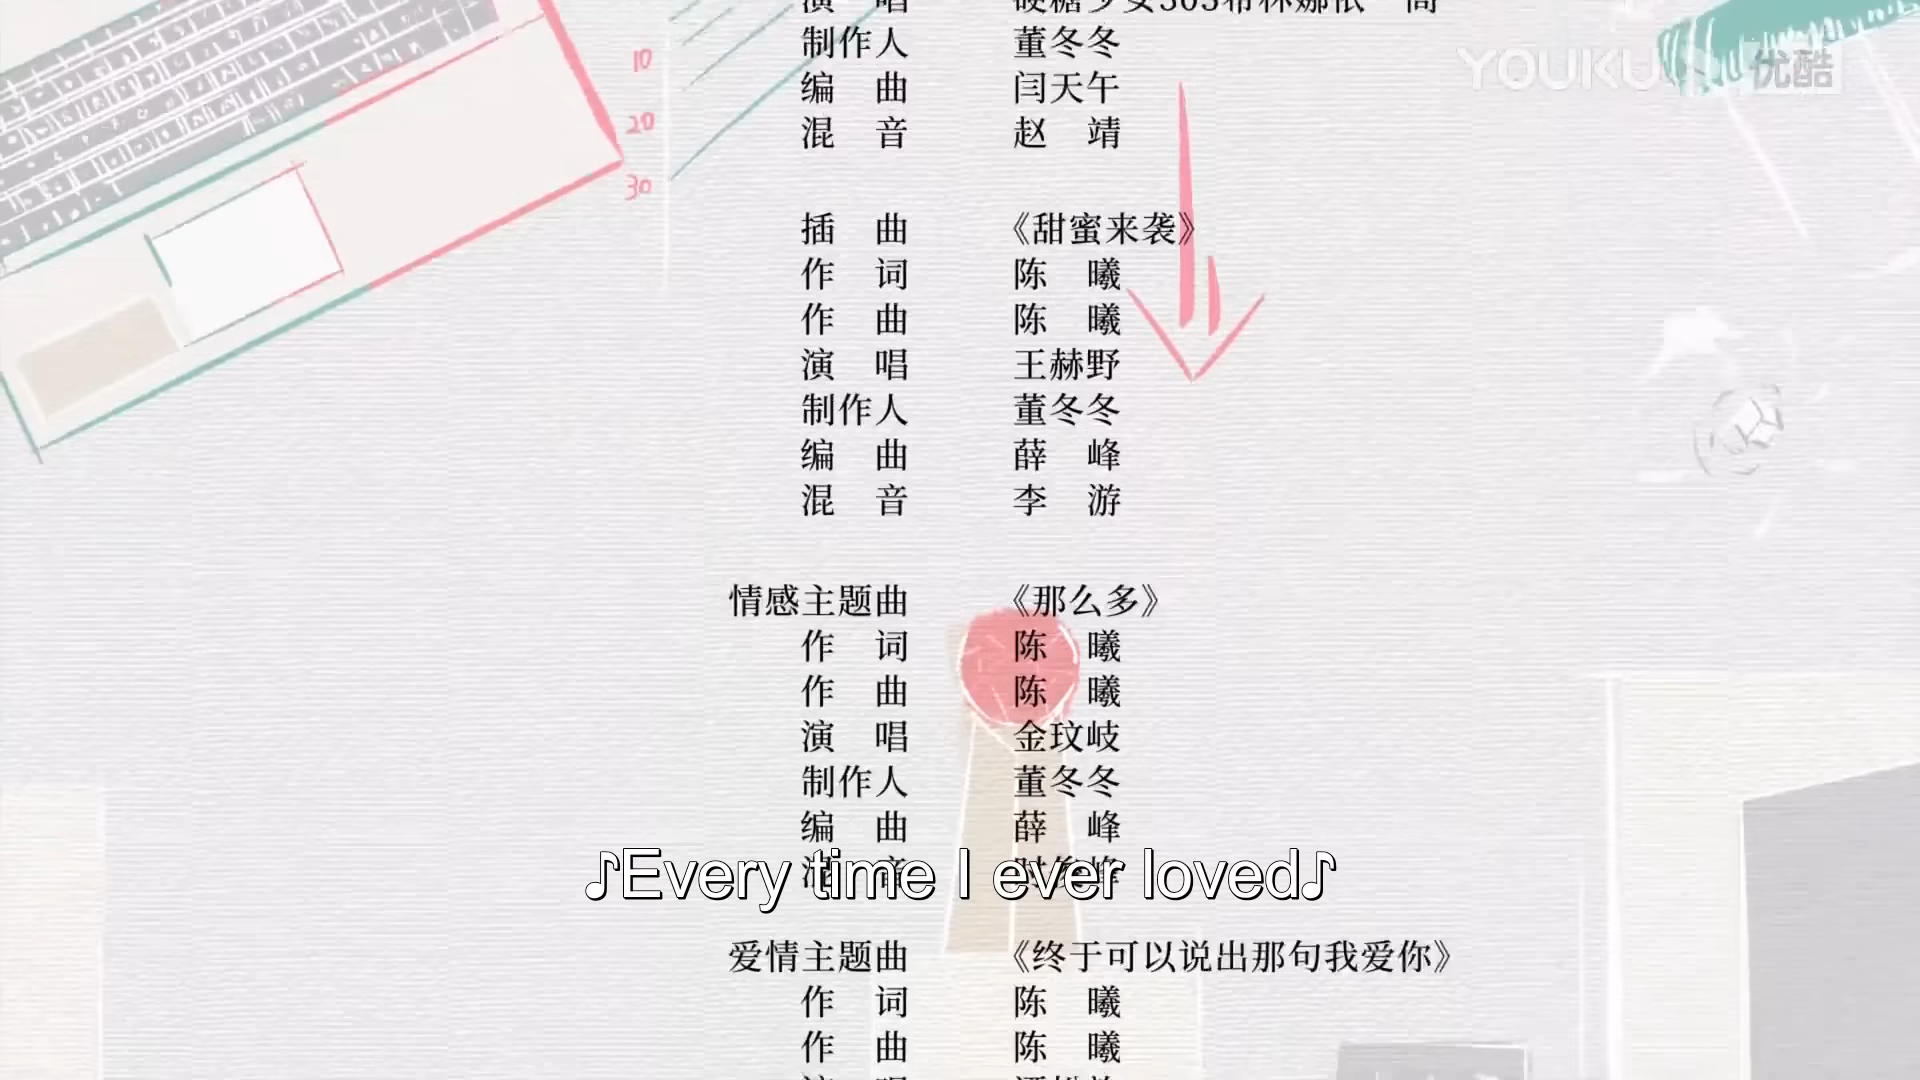 YOUKU 优酷
制作人 董冬冬
编 曲 闫天午
混 音 赵 靖
10
20
30
插 曲 《甜蜜来袭》
作 词 陈 曦
作 曲 陈 曦
演 唱 王赫野
制作人 董冬冬
编 曲 薛 峰
混 音 李 游
情感主题曲 《那么多》
作 词 陈 曦
作 曲 陈 曦
演 唱 金玟岐
制作人 董冬冬
编 曲 薛 峰
♪Every time I ever loved♪
爱情主题曲 《终于可以说出那句我爱你》
作 词 陈 曦
作 曲 陈 曦